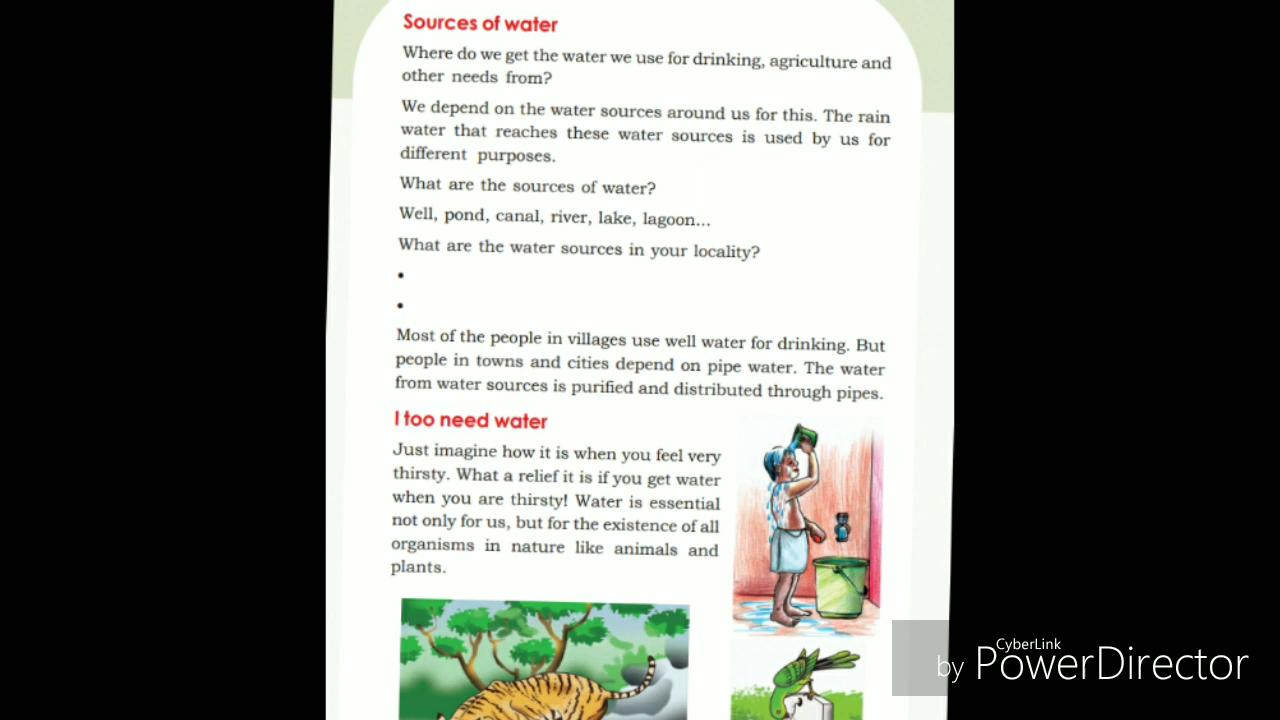 Sources of water
Where do we get the water we use for drinking, agriculture and
other needs from?
We depend on the water sources around us for this. The rain
water that reaches these water sources is used by us for
different purposes.
What are the sources of water?
Well, pond, canal, river, lake, lagoon...
What are the water sources in your locality?
•
•
Most of the people in villages use well water for drinking. But
people in towns and cities depend on pipe water. The water
from water sources is purified and distributed through pipes.
I too need water
Just imagine how it is when you feel very
thirsty. What a relief it is if you get water
when you are thirsty! Water is essential
not only for us, but for the existence of all
organisms in nature like animals and
plants.
CyberLink
by PowerDirector